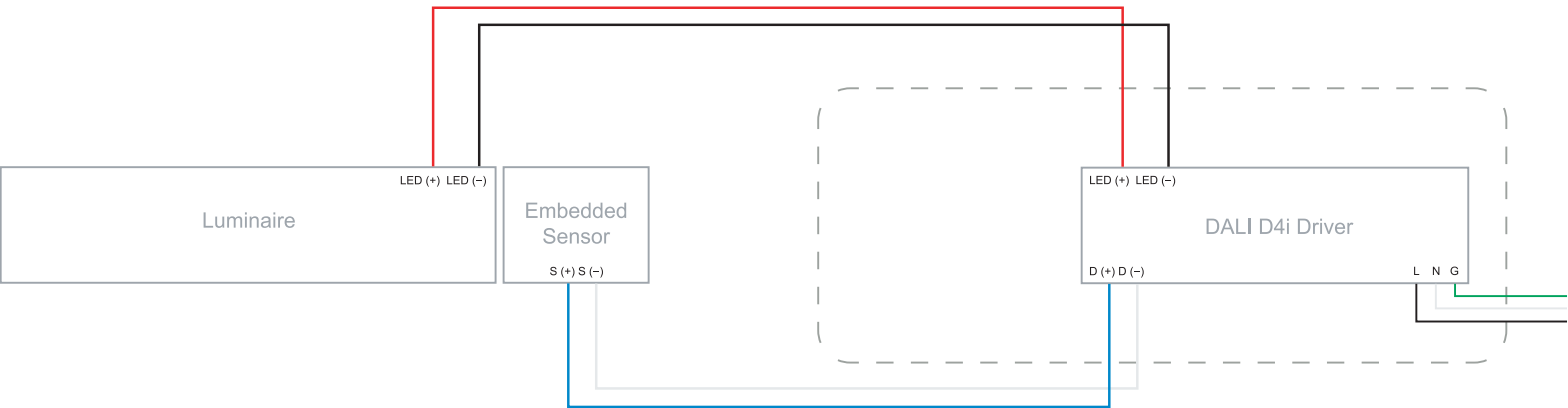 LED (+) LED (–)
Luminaire
Embedded
Sensor
S (+) S (–)
LED (+) LED (–)
DALI D4i Driver
D (+) D (–)
L N G